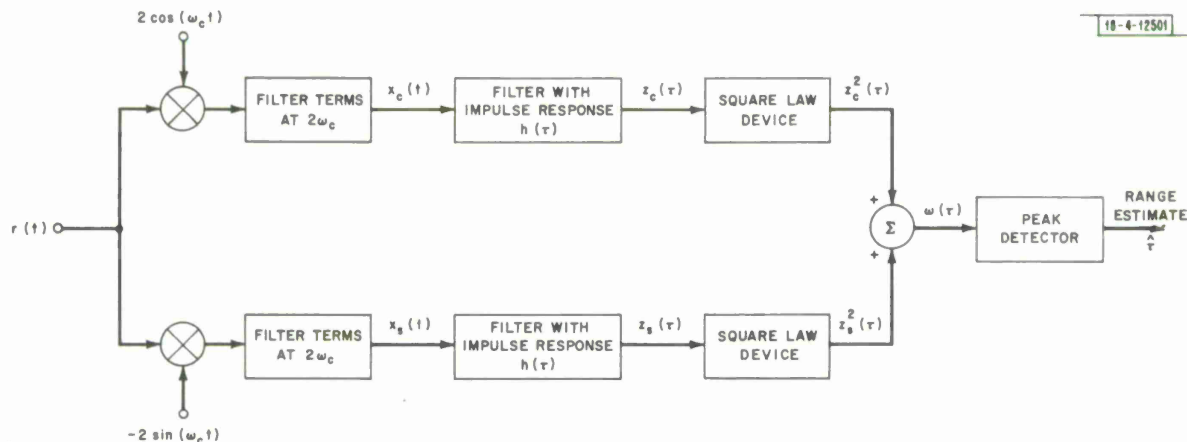 2 cos (ω_c t)
18-4-12501
FILTER TERMS
AT 2ω_c
x_c (t)
FILTER WITH
IMPULSE RESPONSE
h(τ)
z_c (τ)
SQUARE LAW
DEVICE
z_c^2 (τ)
r(t)
+
Σ
+
ω(τ)
PEAK
DETECTOR
RANGE
ESTIMATE
τ̂
FILTER TERMS
AT 2ω_c
x_s (t)
FILTER WITH
IMPULSE RESPONSE
h(τ)
z_s (τ)
SQUARE LAW
DEVICE
z_s^2 (τ)
-2 sin (ω_c t)